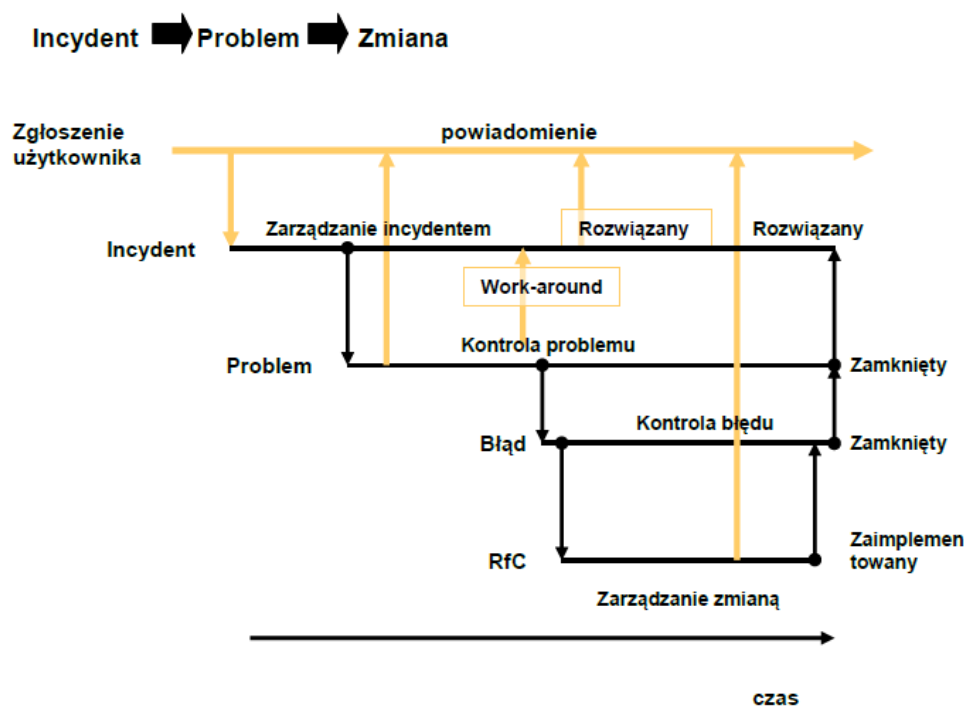 Incydent Problem Zmiana
Zgłoszenie
użytkownika
powiadomienie
Zarządzanie incydentem
Rozwiązany
Rozwiązany
Incydent
Work-around
Kontrola problemu
Problem
Zamknięty
Kontrola błędu
Błąd
Zamknięty
RfC
Zaimplemen
towany
Zarządzanie zmianą
czas